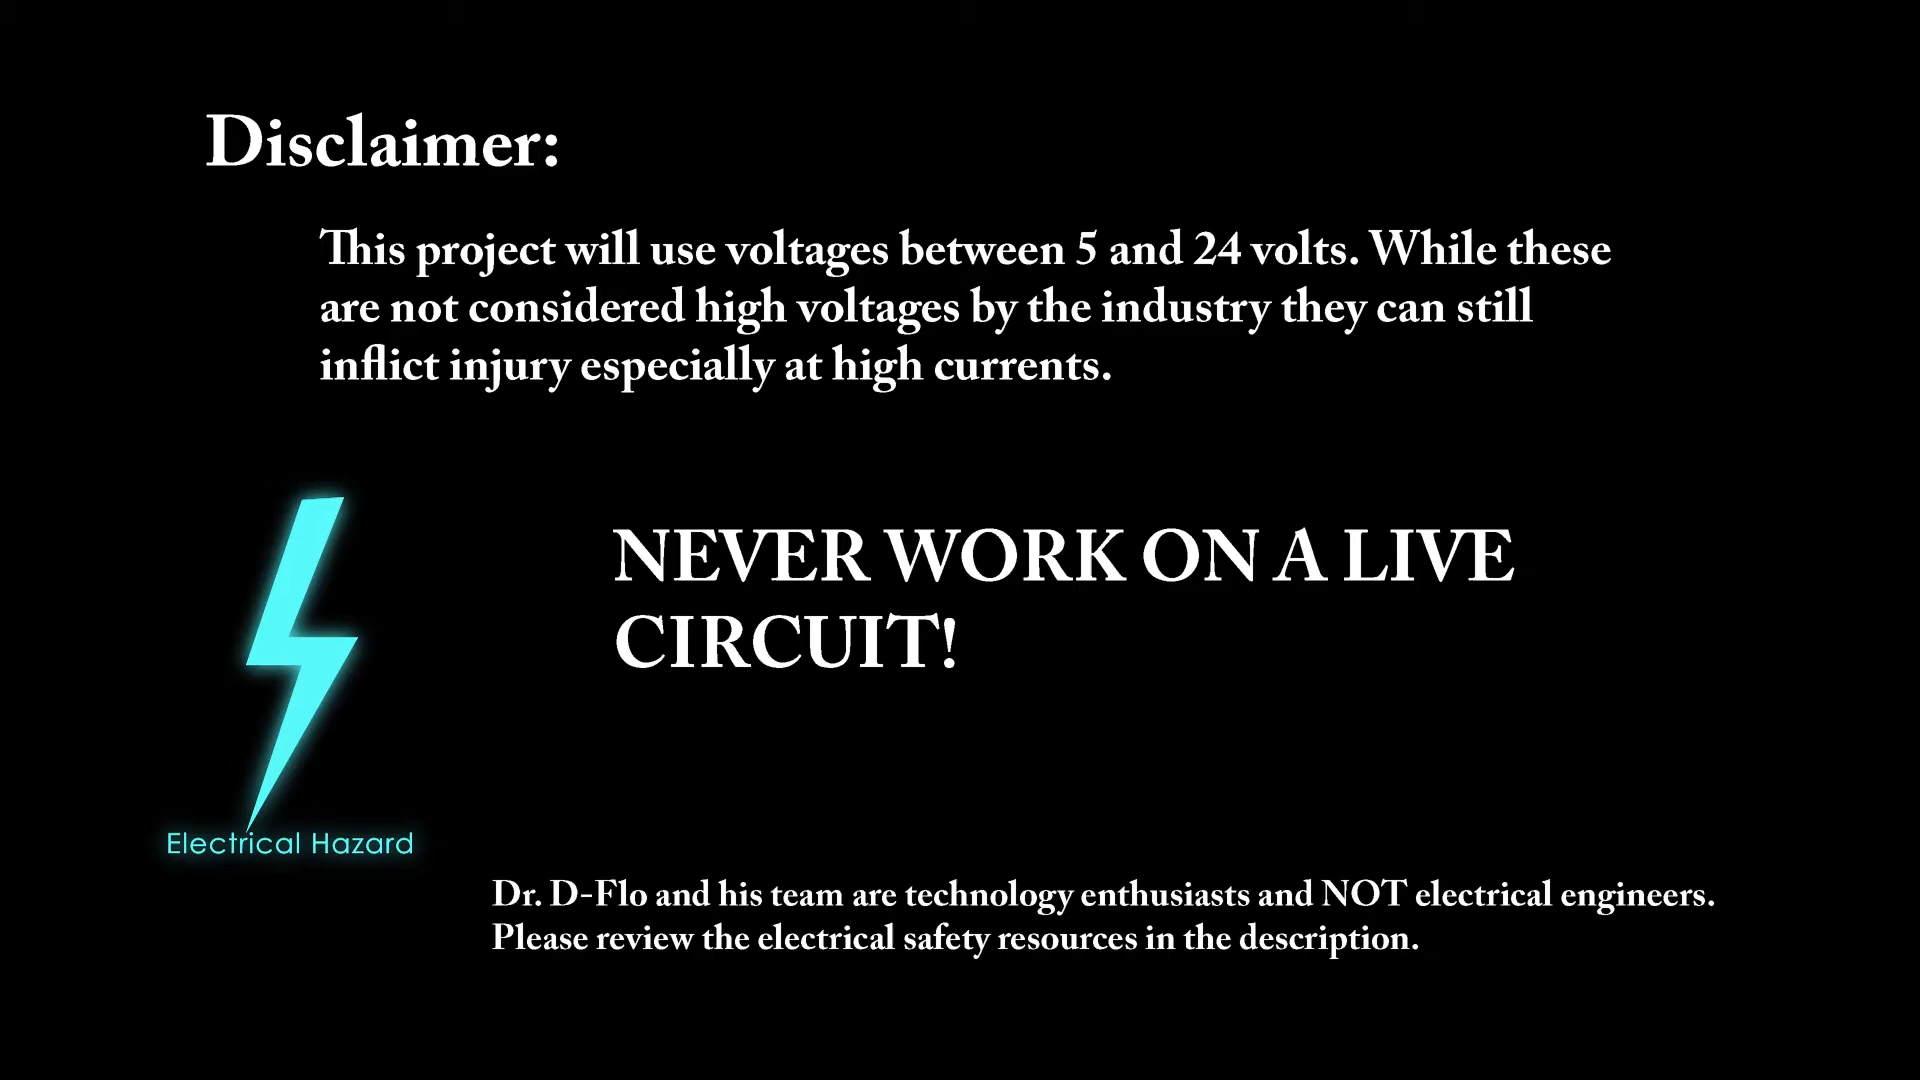 Disclaimer:
This project will use voltages between 5 and 24 volts. While these
are not considered high voltages by the industry they can still
inflict injury especially at high currents.
NEVER WORK ON A LIVE
CIRCUIT!
Electrical Hazard
Dr. D-Flo and his team are technology enthusiasts and NOT electrical engineers.
Please review the electrical safety resources in the description.